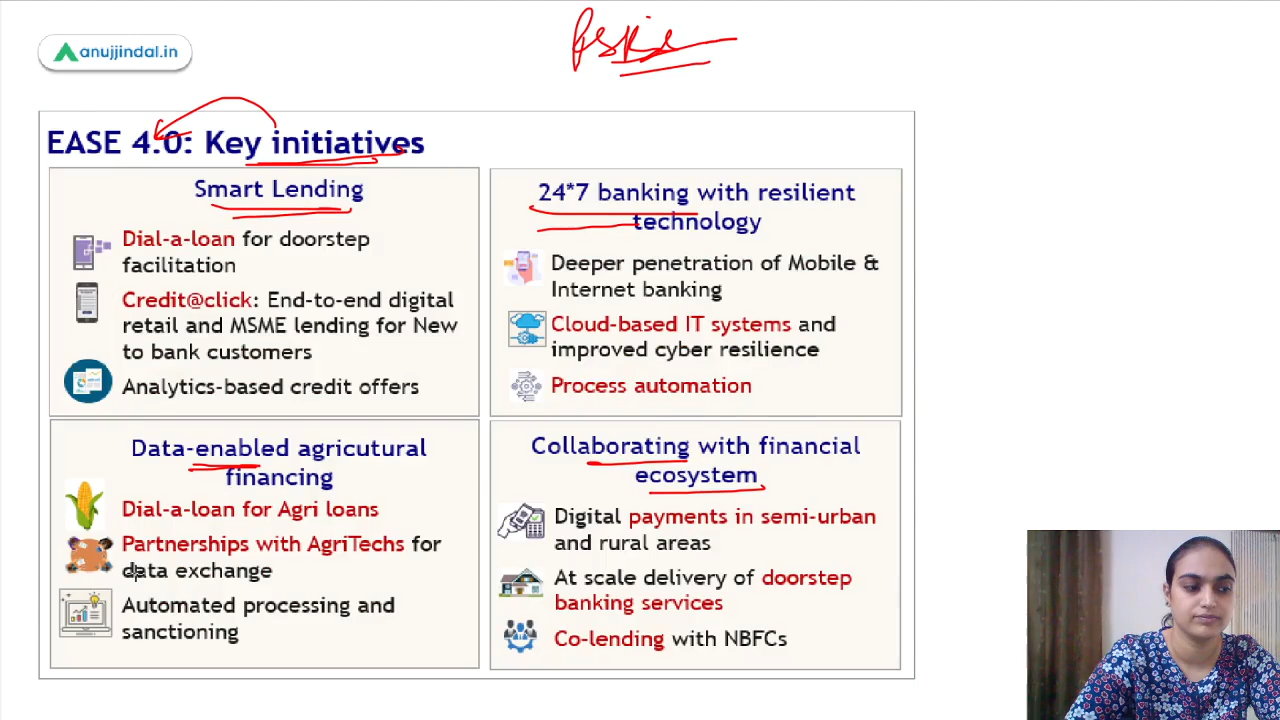 anujjindal.in
EASE 4.0: Key initiatives
Smart Lending
Dial-a-loan for doorstep
facilitation
Credit@click: End-to-end digital
retail and MSME lending for New
to bank customers
Analytics-based credit offers
24*7 banking with resilient
technology
Deeper penetration of Mobile &
Internet banking
Cloud-based IT systems and
improved cyber resilience
Process automation
Data-enabled agricutural
financing
Dial-a-loan for Agri loans
Partnerships with AgriTechs for
data exchange
Automated processing and
sanctioning
Collaborating with financial
ecosystem
Digital payments in semi-urban
and rural areas
At scale delivery of doorstep
banking services
Co-lending with NBFCs